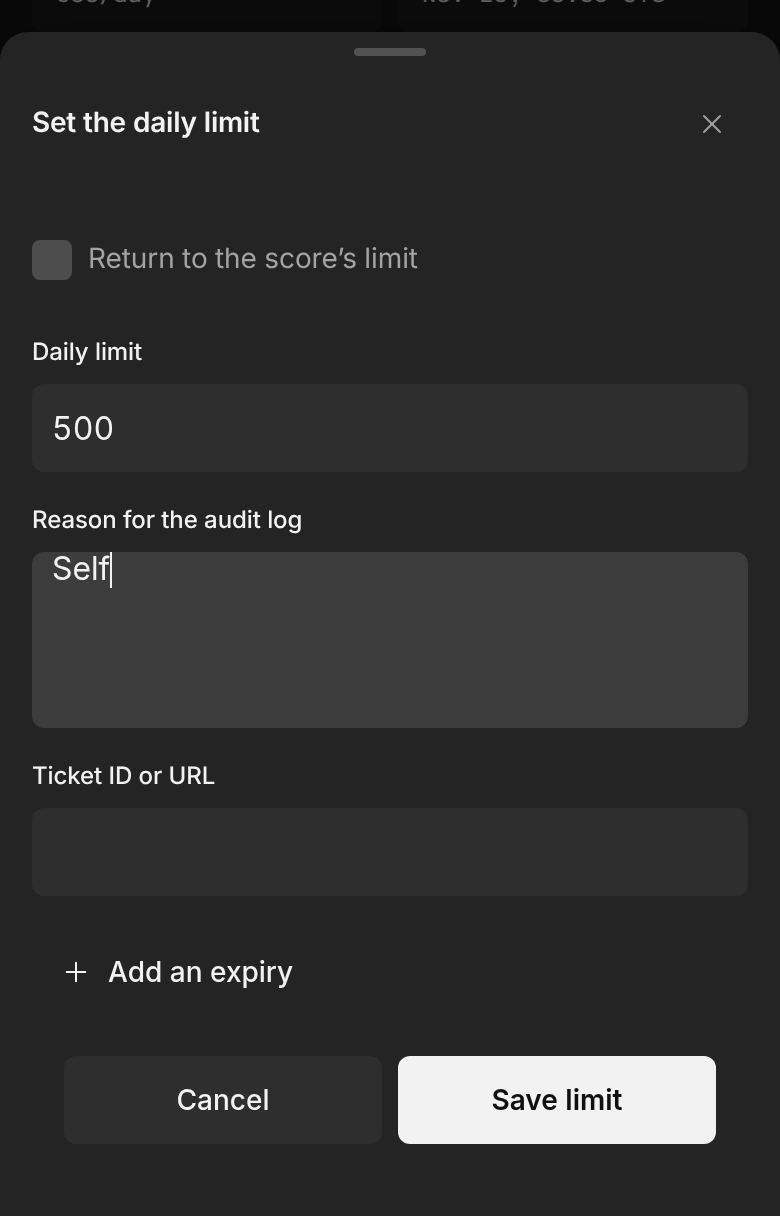 Set the daily limit
Return to the score’s limit
Daily limit
500
Reason for the audit log
Self
Ticket ID or URL
Add an expiry
Cancel
Save limit